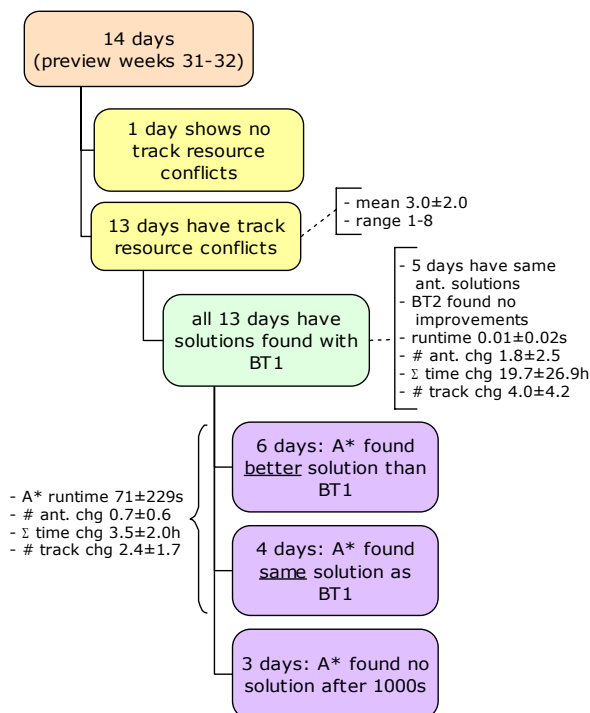 14 days
(preview weeks 31-32)
1 day shows no
track resource
conflicts
13 days have track
resource conflicts
- mean 3.0±2.0
- range 1-8
all 13 days have
solutions found with
BT1
- 5 days have same
ant. solutions
- BT2 found no
improvements
- runtime 0.01±0.02s
- # ant. chg 1.8±2.5
- Σ time chg 19.7±26.9h
- # track chg 4.0±4.2
6 days: A* found
better solution than
BT1
- A* runtime 71±229s
- # ant. chg 0.7±0.6
- Σ time chg 3.5±2.0h
- # track chg 2.4±1.7
4 days: A* found
same solution as
BT1
3 days: A* found no
solution after 1000s